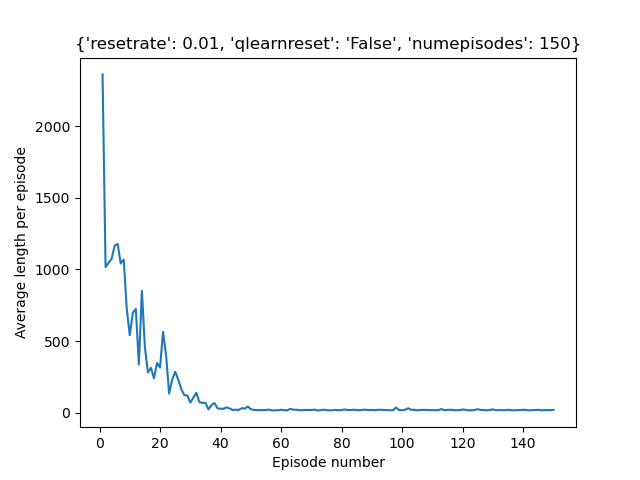 {'resetrate': 0.01, 'qlearnreset': 'False', 'numepisodes': 150}
Average length per episode
2000
1500
1000
500
0
0 20 40 60 80 100 120 140
Episode number